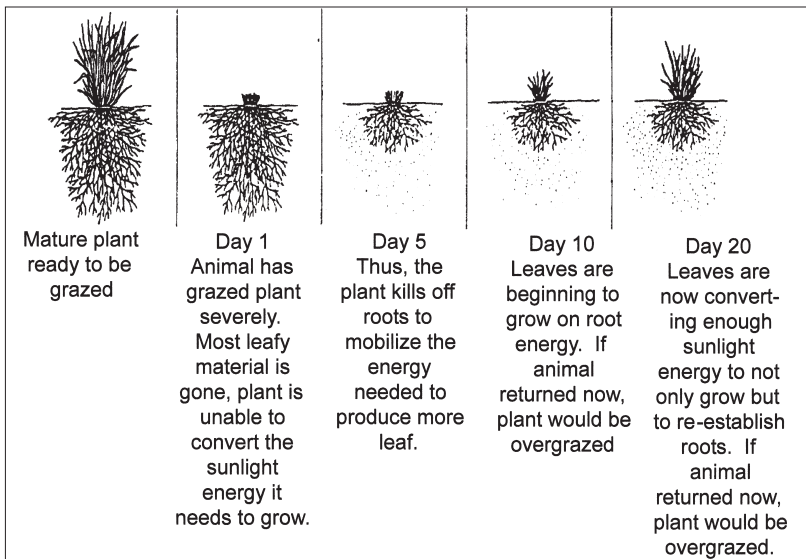 Mature plant
ready to be
grazed
Day 1
Animal has
grazed plant
severely.
Most leafy
material is
gone, plant is
unable to
convert the
sunlight
energy it
needs to grow.
Day 5
Thus, the
plant kills off
roots to
mobilize the
energy
needed to
produce more
leaf.
Day 10
Leaves are
beginning to
grow on root
energy.  If
animal
returned now,
plant would be
overgrazed
Day 20
Leaves are
now convert-
ing enough
sunlight
energy to not
only grow but
to re-establish
roots.  If
animal
returned now,
plant would be
overgrazed.